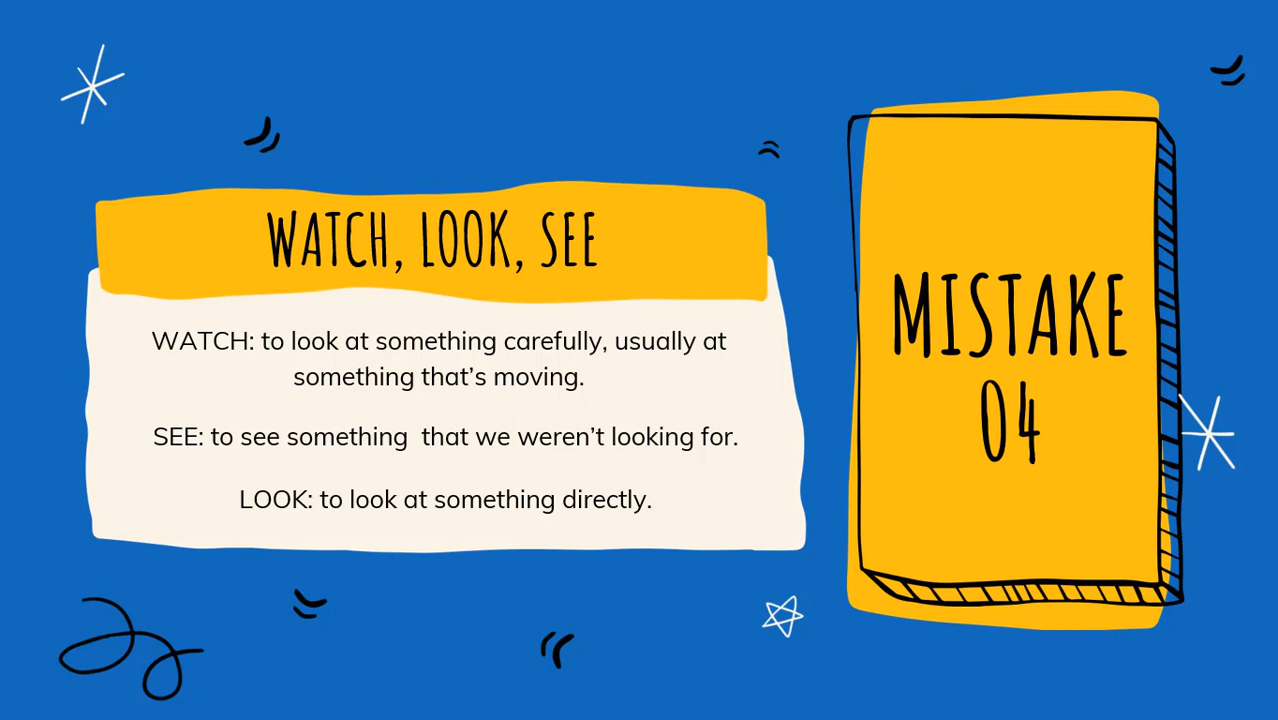 WATCH, LOOK, SEE
WATCH: to look at something carefully, usually at
something that's moving.
SEE: to see something  that we weren't looking for.
LOOK: to look at something directly.
MISTAKE
04